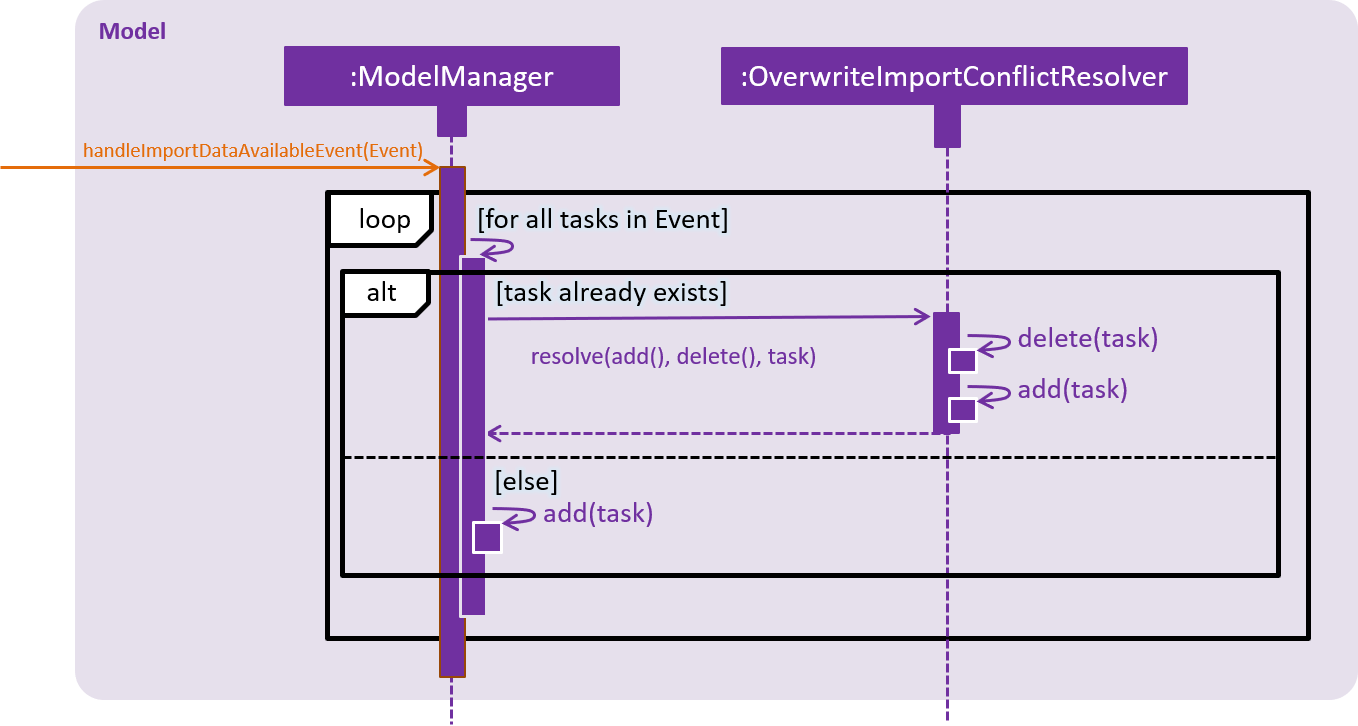 Model
:ModelManager
:OverwriteImportConflictResolver
handleImportDataAvailableEvent(Event)
loop
[for all tasks in Event]
alt
[task already exists]
resolve(add(), delete(), task)
delete(task)
add(task)
[else]
add(task)